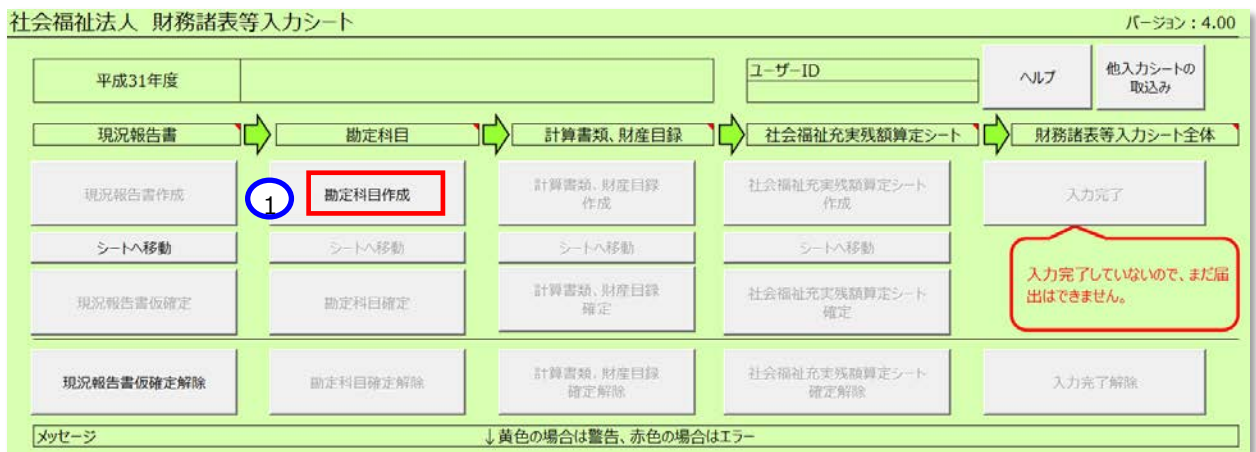 社会福祉法人 財務諸表等入力シート
バージョン：4.00
平成31年度
ユーザーID
ヘルプ
他入力シートの
取込み
現況報告書
勘定科目
計算書類、財産目録
社会福祉充実残額算定シート
財務諸表等入力シート全体
現況報告書作成
1
勘定科目作成
計算書類、財産目録
作成
社会福祉充実残額算定シート
作成
入力完了
シートへ移動
シートへ移動
シートへ移動
シートへ移動
入力完了していないので、まだ届
出はできません。
現況報告書仮確定
勘定科目確定
計算書類、財産目録
確定
社会福祉充実残額算定シート
確定
現況報告書仮確定解除
勘定科目確定解除
計算書類、財産目録
確定解除
社会福祉充実残額算定シート
確定解除
入力完了解除
メッセージ
↓黄色の場合は警告、赤色の場合はエラー